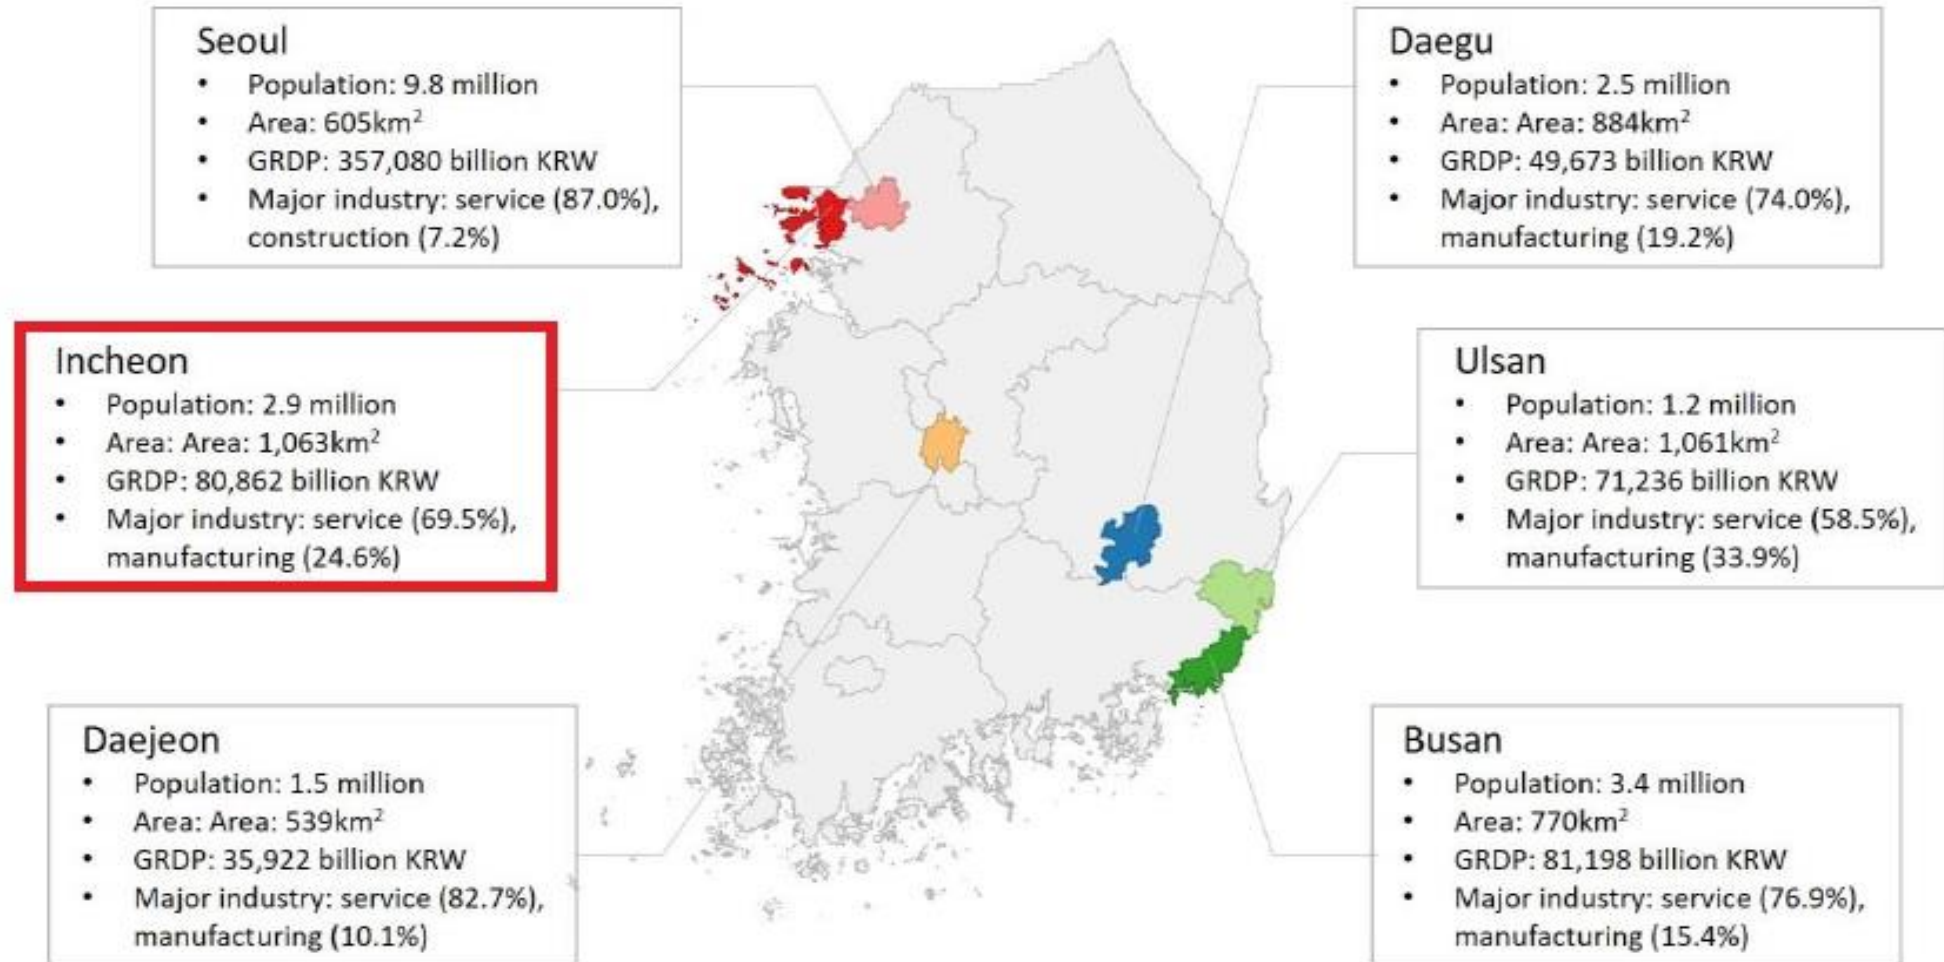 Seoul
• Population: 9.8 million
• Area: 605km²
• GRDP: 357,080 billion KRW
• Major industry: service (87.0%),
construction (7.2%)
Daegu
• Population: 2.5 million
• Area: Area: 884km²
• GRDP: 49,673 billion KRW
• Major industry: service (74.0%),
manufacturing (19.2%)
Incheon
• Population: 2.9 million
• Area: Area: 1,063km²
• GRDP: 80,862 billion KRW
• Major industry: service (69.5%),
manufacturing (24.6%)
Ulsan
• Population: 1.2 million
• Area: Area: 1,061km²
• GRDP: 71,236 billion KRW
• Major industry: service (58.5%),
manufacturing (33.9%)
Daejeon
• Population: 1.5 million
• Area: Area: 539km²
• GRDP: 35,922 billion KRW
• Major industry: service (82.7%),
manufacturing (10.1%)
Busan
• Population: 3.4 million
• Area: 770km²
• GRDP: 81,198 billion KRW
• Major industry: service (76.9%),
manufacturing (15.4%)